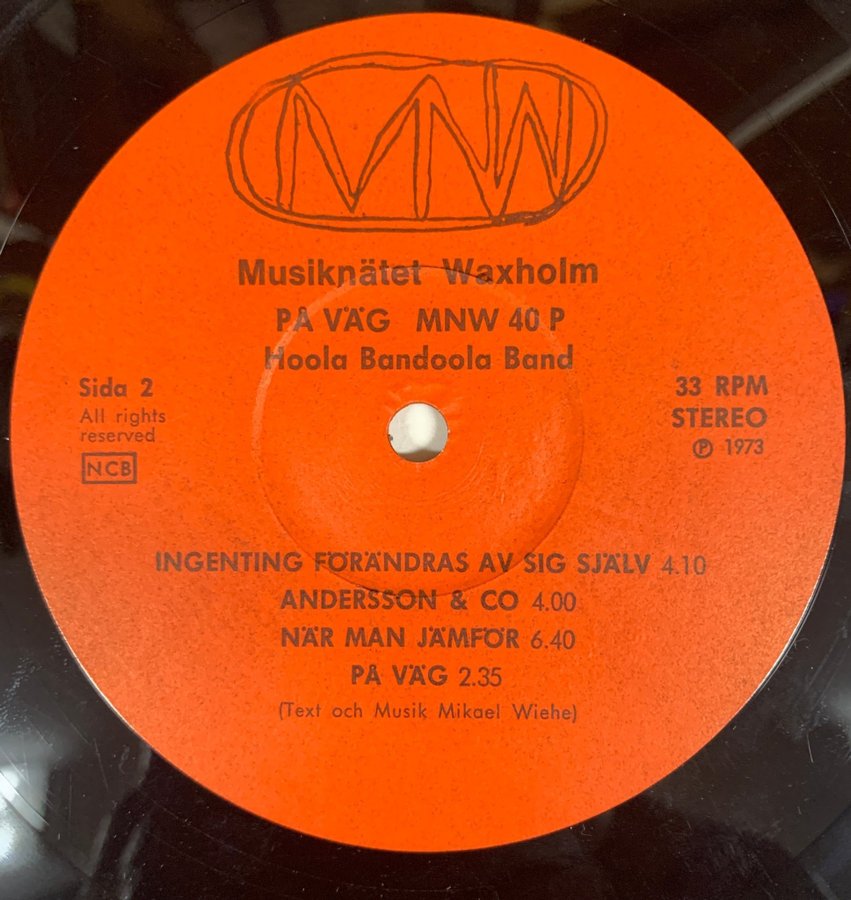 MNW
Musiknätet Waxholm
PÅ VÄG MNW 40 P
Hoola Bandoola Band
Sida 2
All rights
reserved
NCB
33 RPM
STEREO
℗ 1973
INGENTING FÖRÄNDRAS AV SIG SJÄLV 4.10
ANDERSSON & CO 4.00
NÄR MAN JÄMFÖR 6.40
PÅ VÄG 2.35
(Text och Musik Mikael Wiehe)